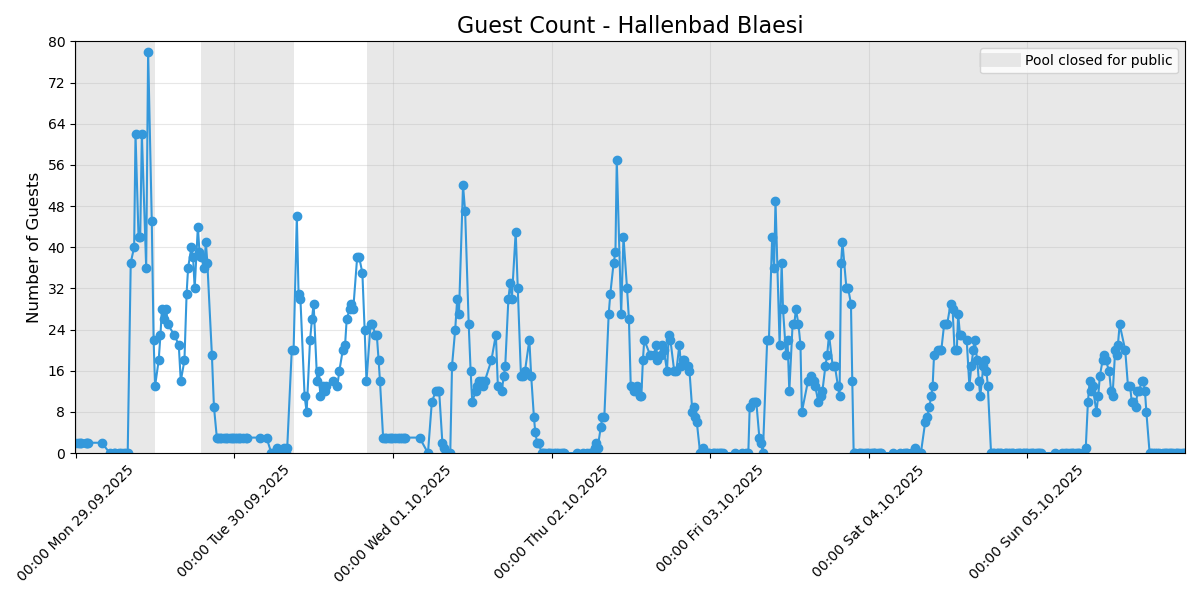 Guest Count - Hallenbad Blaesi
Pool closed for public
Number of Guests
80
72
64
56
48
40
32
24
16
8
0
00:00 Mon 29.09.2025
00:00 Tue 30.09.2025
00:00 Wed 01.10.2025
00:00 Thu 02.10.2025
00:00 Fri 03.10.2025
00:00 Sat 04.10.2025
00:00 Sun 05.10.2025